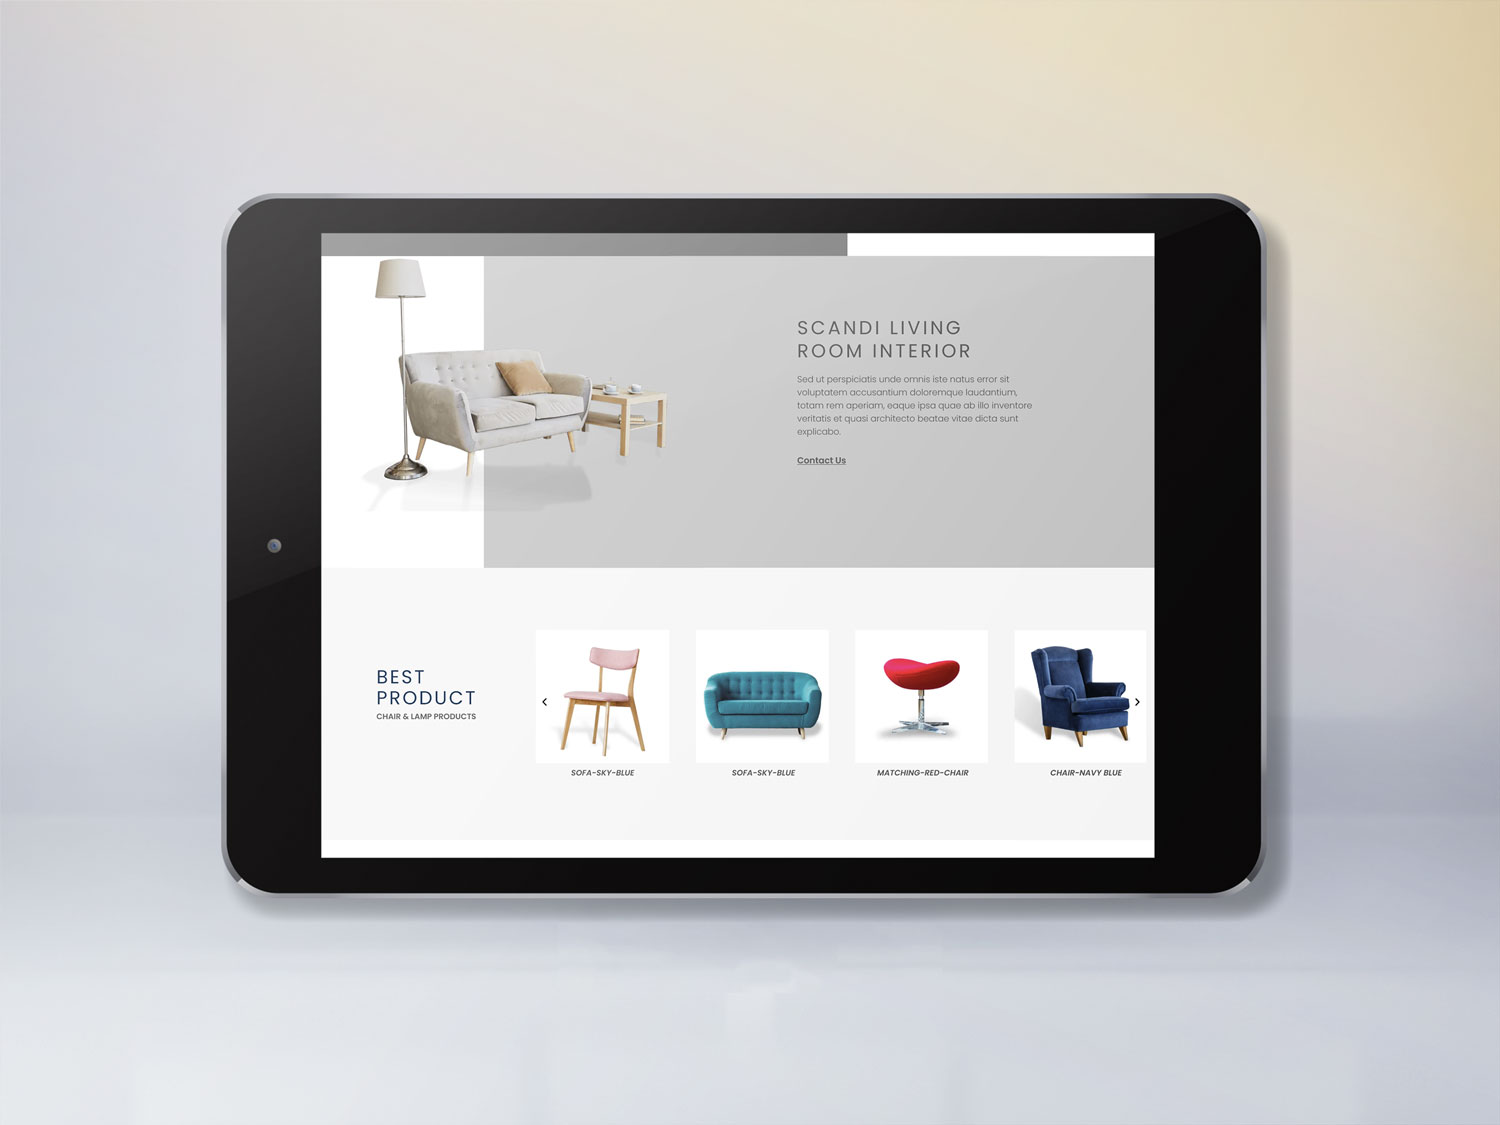 SCANDI LIVING
ROOM INTERIOR
Sed ut perspiciatis unde omnis iste natus error sit
voluptatem accusantium doloremque laudantium,
totam rem aperiam, eaque ipsa quae ab illo inventore
veritatis et quasi architecto beatae vitae dicta sunt
explicabo.
Contact Us
BEST
PRODUCT
CHAIR & LAMP PRODUCTS
SOFA-SKY-BLUE
SOFA-SKY-BLUE
MATCHING-RED-CHAIR
CHAIR-NAVY BLUE